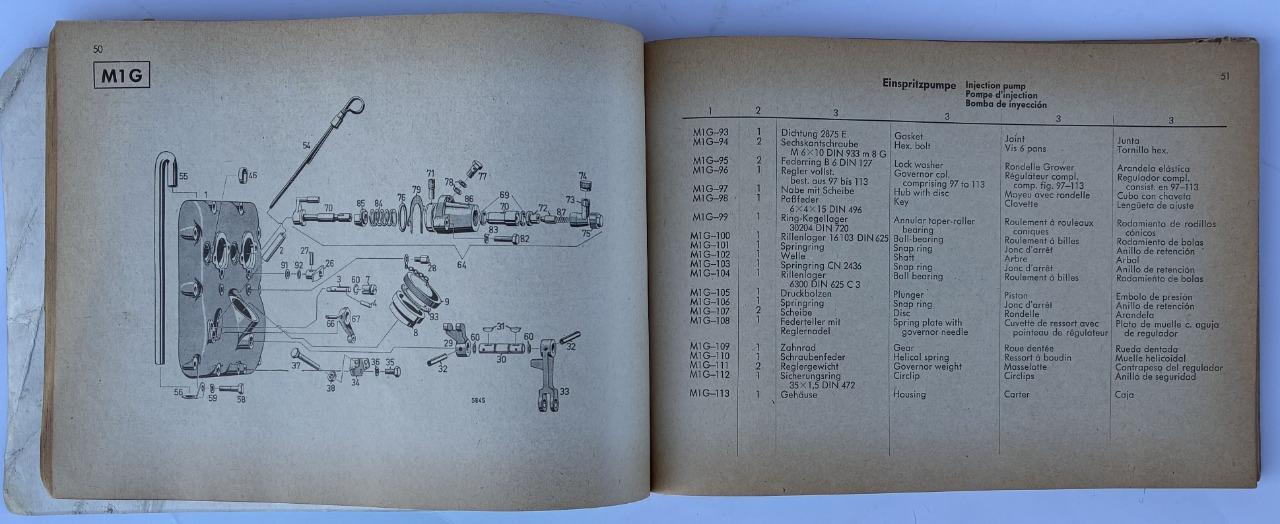 50
M1G
54
55
1
46
70
85
84
76
79
71
86
78
77
69
72
87
74
73
75
83
82
64
2
91
92
27
26
28
3
60
7
4
66
67
9
93
8
29
60
31
30
60
32
32
33
37
38
34
36
35
56
59
58
5845
51
Einspritzpumpe Injection pump
Pompe d'injection
Bomba de inyección
1 2 3 3 3 3
M1G–93 1 Dichtung 2875 E Gasket Joint Junta
M1G–94 2 Sechskantschraube Hex. bolt Vis 6 pans Tornillo hex.
M 6×10 DIN 933 m 8 G
M1G–95 2 Federring B 6 DIN 127 Lock washer Rondelle Grower Arandela elástica
M1G–96 1 Regler vollst. Governor cpl. Régulateur compl. Regulador compl.
best. aus 97 bis 113 comprising 97 to 113 comp. fig. 97–113 consist. en 97–113
M1G–97 1 Nabe mit Scheibe Hub with disc Moyeu avec rondelle Cubo con chaveta
M1G–98 1 Paßfeder Key Clavette Lengüeta de ajuste
6×4×15 DIN 496
M1G–99 1 Ring-Kegellager Annular taper-roller Roulement à rouleaux Rodamiento de rodillos
30204 DIN 720 bearing coniques cónicos
M1G–100 1 Rillenlager 16103 DIN 625 Ball-bearing Roulement à billes Rodamiento de bolas
M1G–101 1 Springring Snap ring Jonc d'arrêt Anillo de retención
M1G–102 1 Welle Shaft Arbre Arbol
M1G–103 1 Springring CN 2436 Snap ring Jonc d'arrêt Anillo de retención
M1G–104 1 Rillenlager Ball bearing Roulement à billes Rodamiento de bolas
6300 DIN 625 C 3
M1G–105 1 Druckbolzen Plunger Piston Embolo de presión
M1G–106 1 Springring Snap ring Jonc d'arrêt Anillo de retención
M1G–107 2 Scheibe Disc Rondelle Arandela
M1G–108 1 Federteller mit Spring plate with Cuvette de ressort avec Plato de muelle c. aguja
Reglernadel governor needle pointeau de régulateur de regulador
M1G–109 1 Zahnrad Gear Roue dentée Rueda dentada
M1G–110 1 Schraubenfeder Helical spring Ressort à boudin Muelle helicoidal
M1G–111 2 Reglergewicht Governor weight Masselotte Contrapeso del regulador
M1G–112 1 Sicherungsring Circlip Circlips Anillo de seguridad
35×1,5 DIN 472
M1G–113 1 Gehäuse Housing Carter Caja